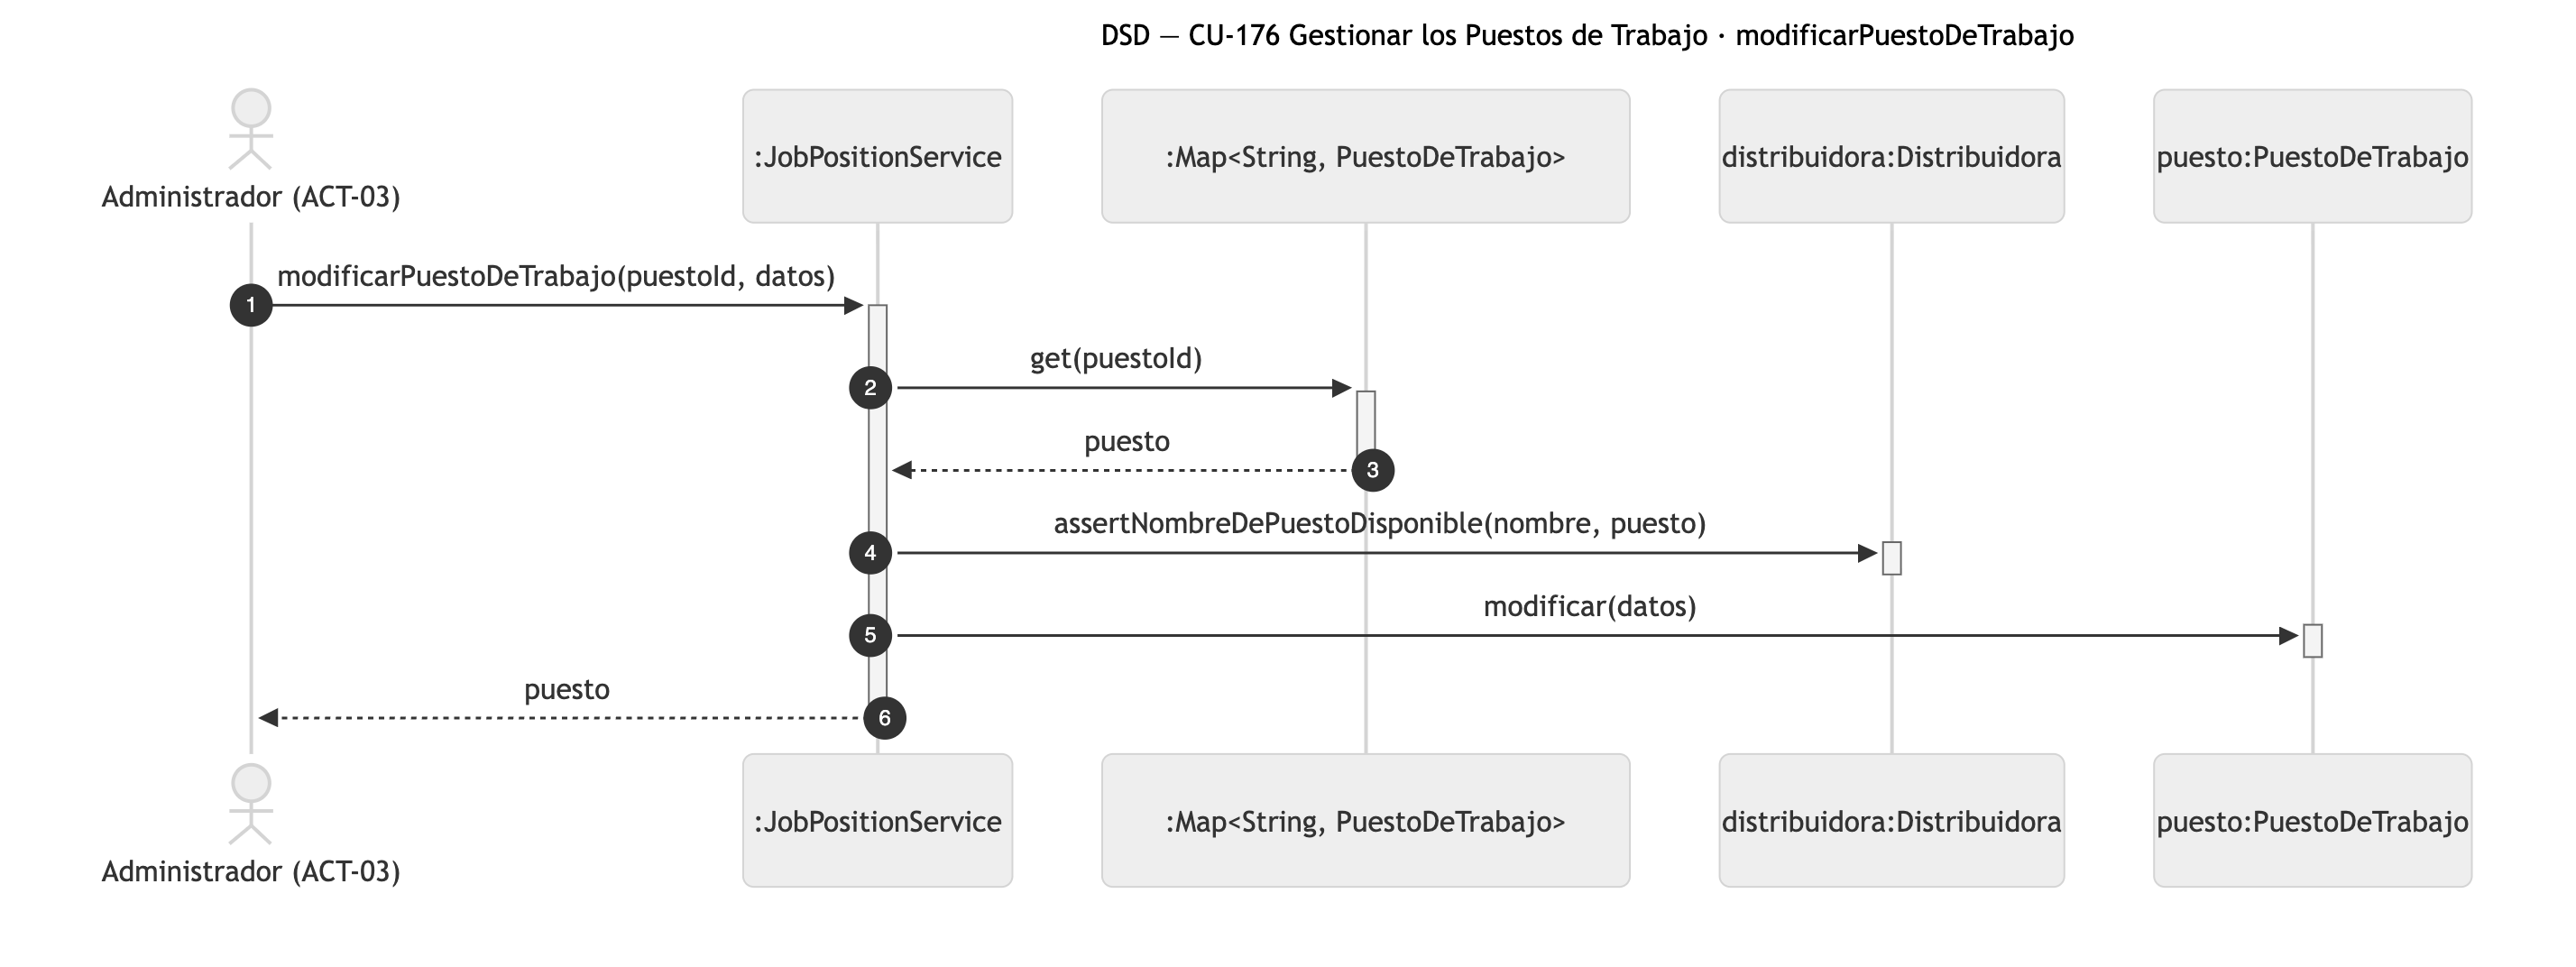 DSD — CU-176 Gestionar los Puestos de Trabajo · modificarPuestoDeTrabajo
Administrador (ACT-03)
:JobPositionService
:Map<String, PuestoDeTrabajo>
distribuidora:Distribuidora
puesto:PuestoDeTrabajo
modificarPuestoDeTrabajo(puestoId, datos)
1
get(puestoId)
2
puesto
3
assertNombreDePuestoDisponible(nombre, puesto)
4
modificar(datos)
5
puesto
6
Administrador (ACT-03)
:JobPositionService
:Map<String, PuestoDeTrabajo>
distribuidora:Distribuidora
puesto:PuestoDeTrabajo